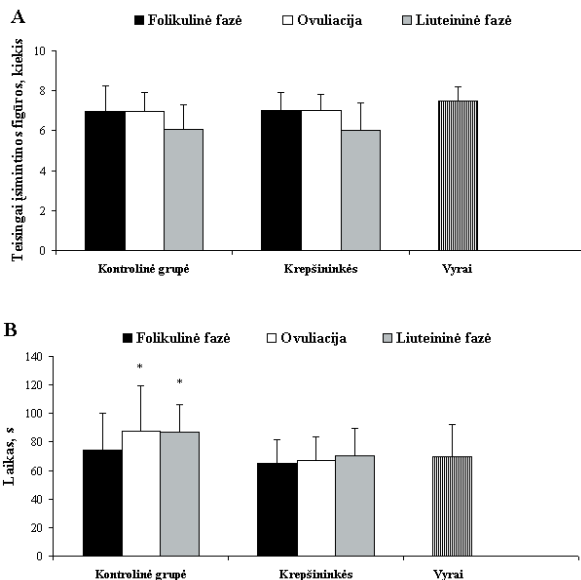 A
Folikulinė fazė Ovuliacija Liuteininė fazė
Teisingai įsimintinos figūros, kiekis
10
8
6
4
2
0
Kontrolinė grupė Krepšininkės Vyrai
B
Folikulinė fazė Ovuliacija Liuteininė fazė
Laikas, s
140
120
100
80
60
40
20
0
* *
Kontrolinė grupė Krepšininkės Vyrai